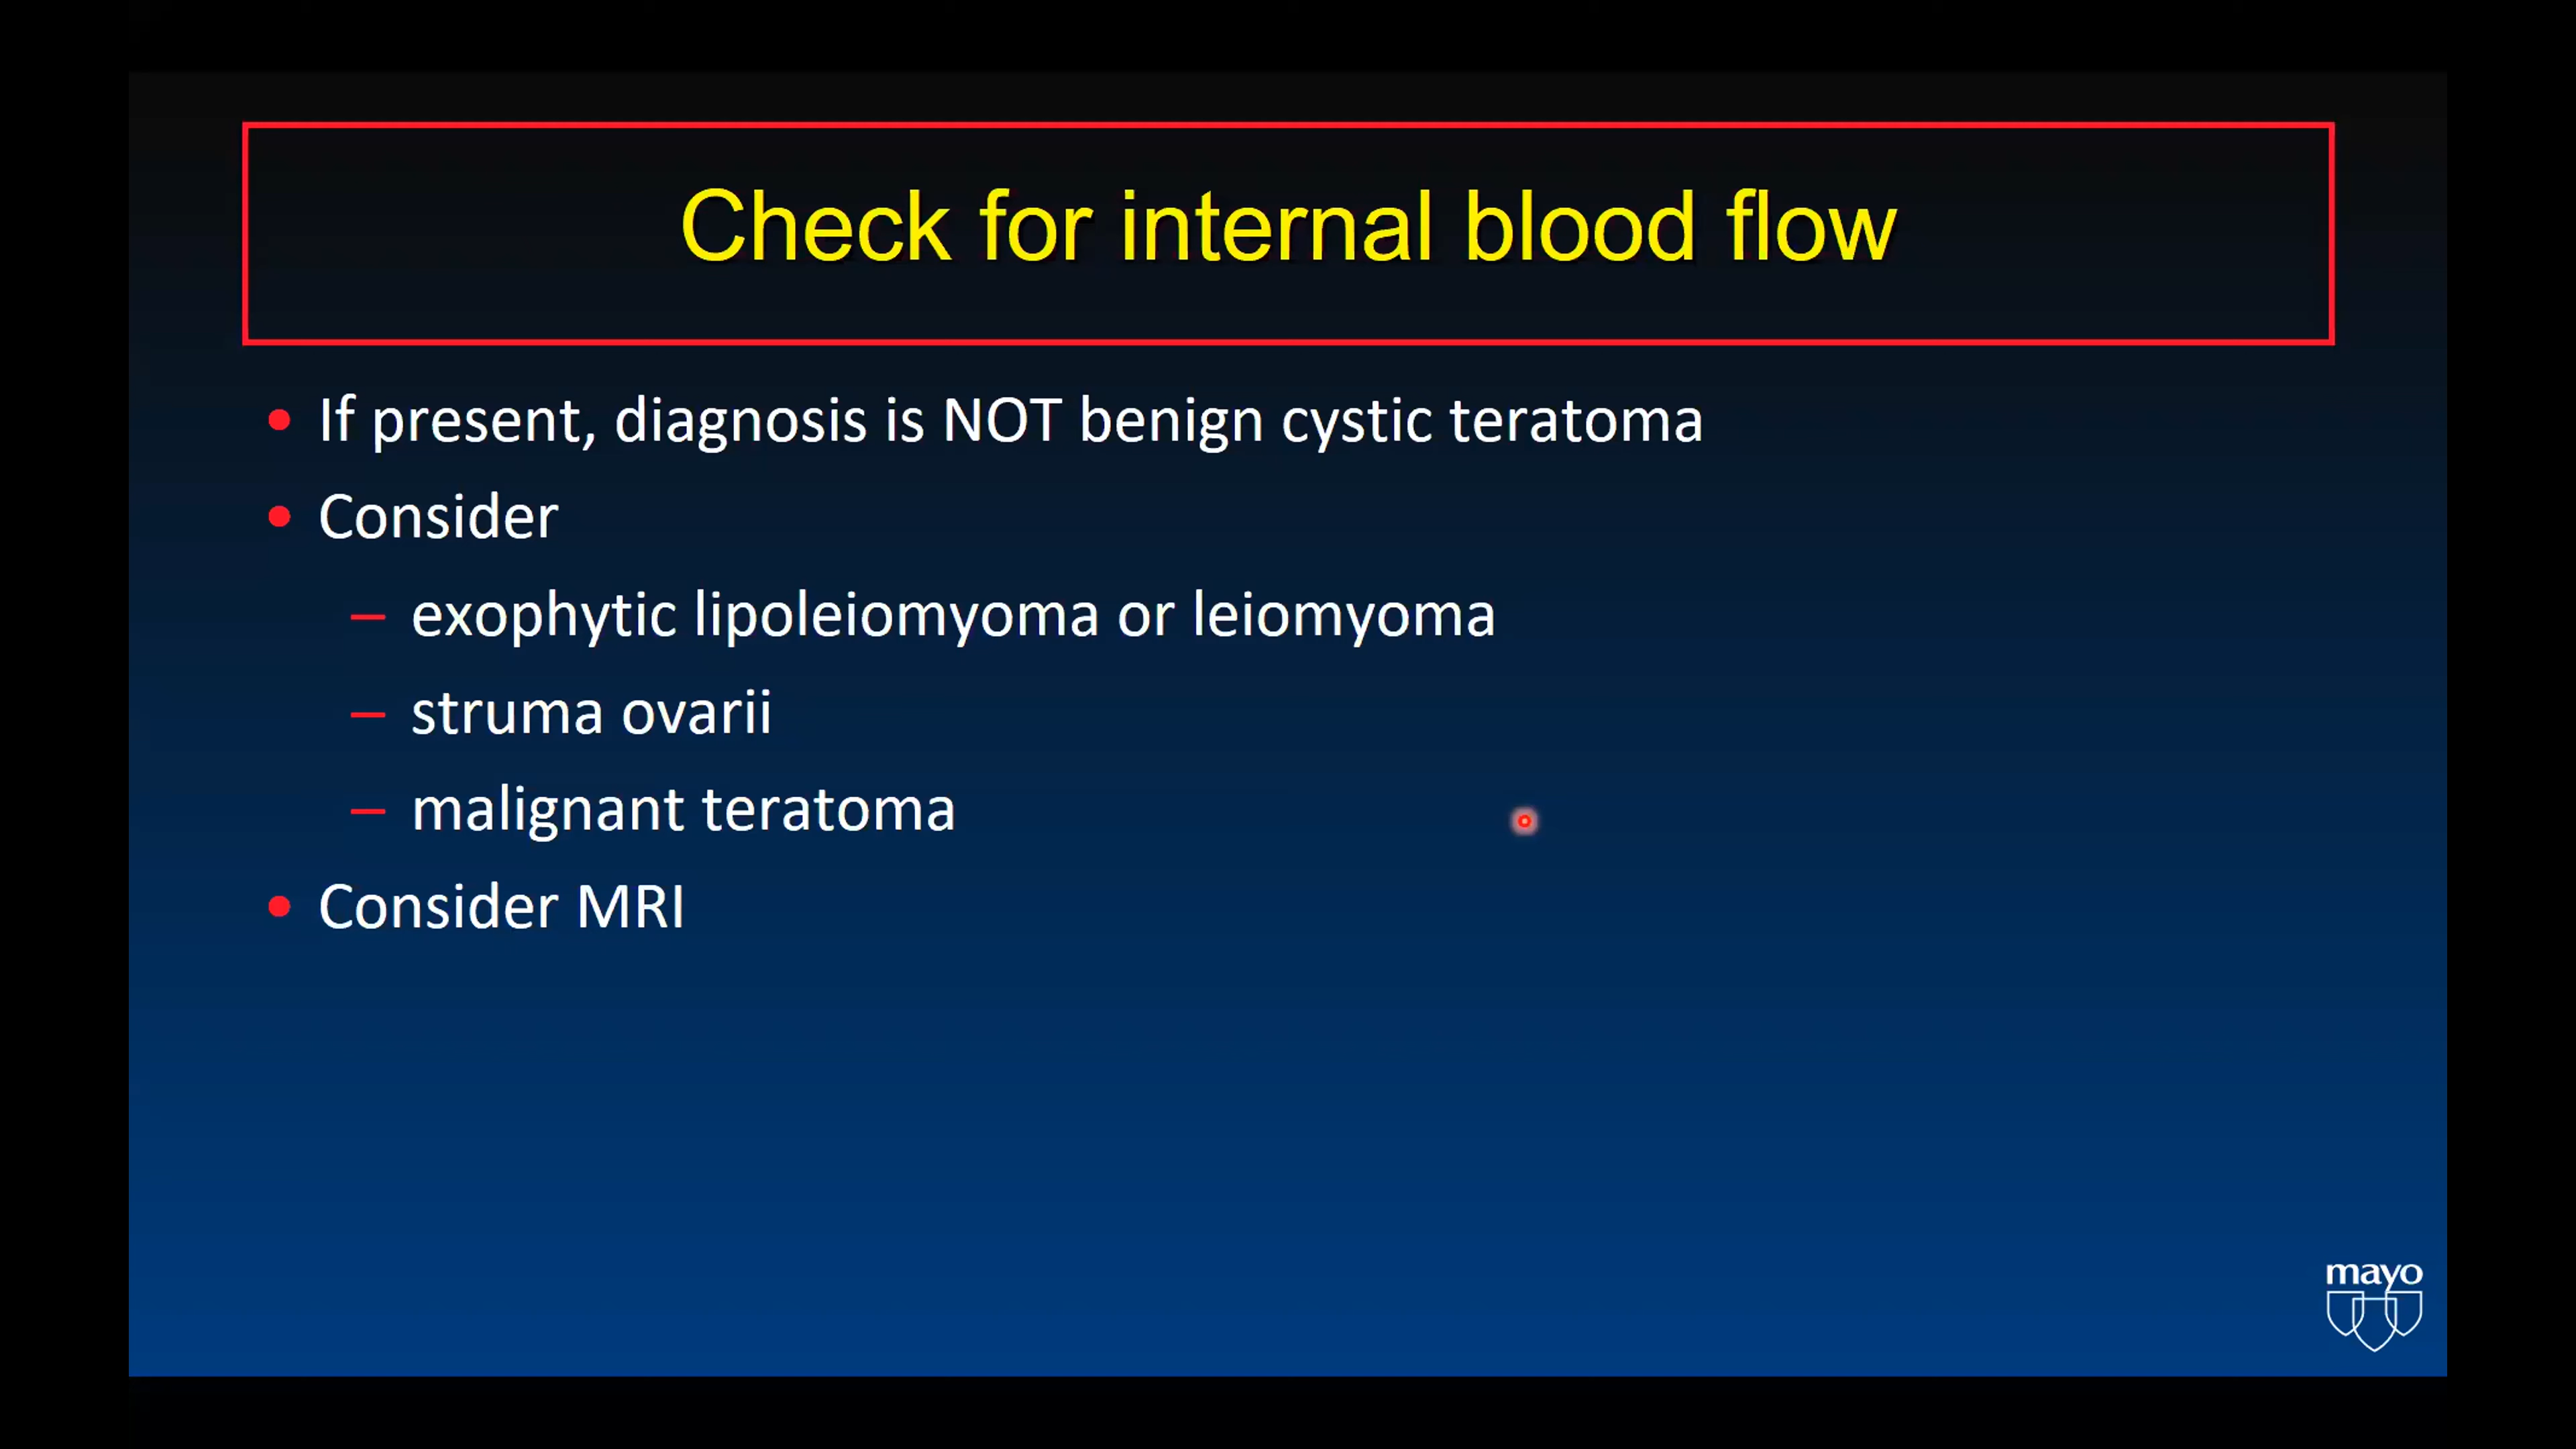 Check for internal blood flow
• If present, diagnosis is NOT benign cystic teratoma
• Consider
– exophytic lipoleiomyoma or leiomyoma
– struma ovarii
– malignant teratoma
• Consider MRI
mayo